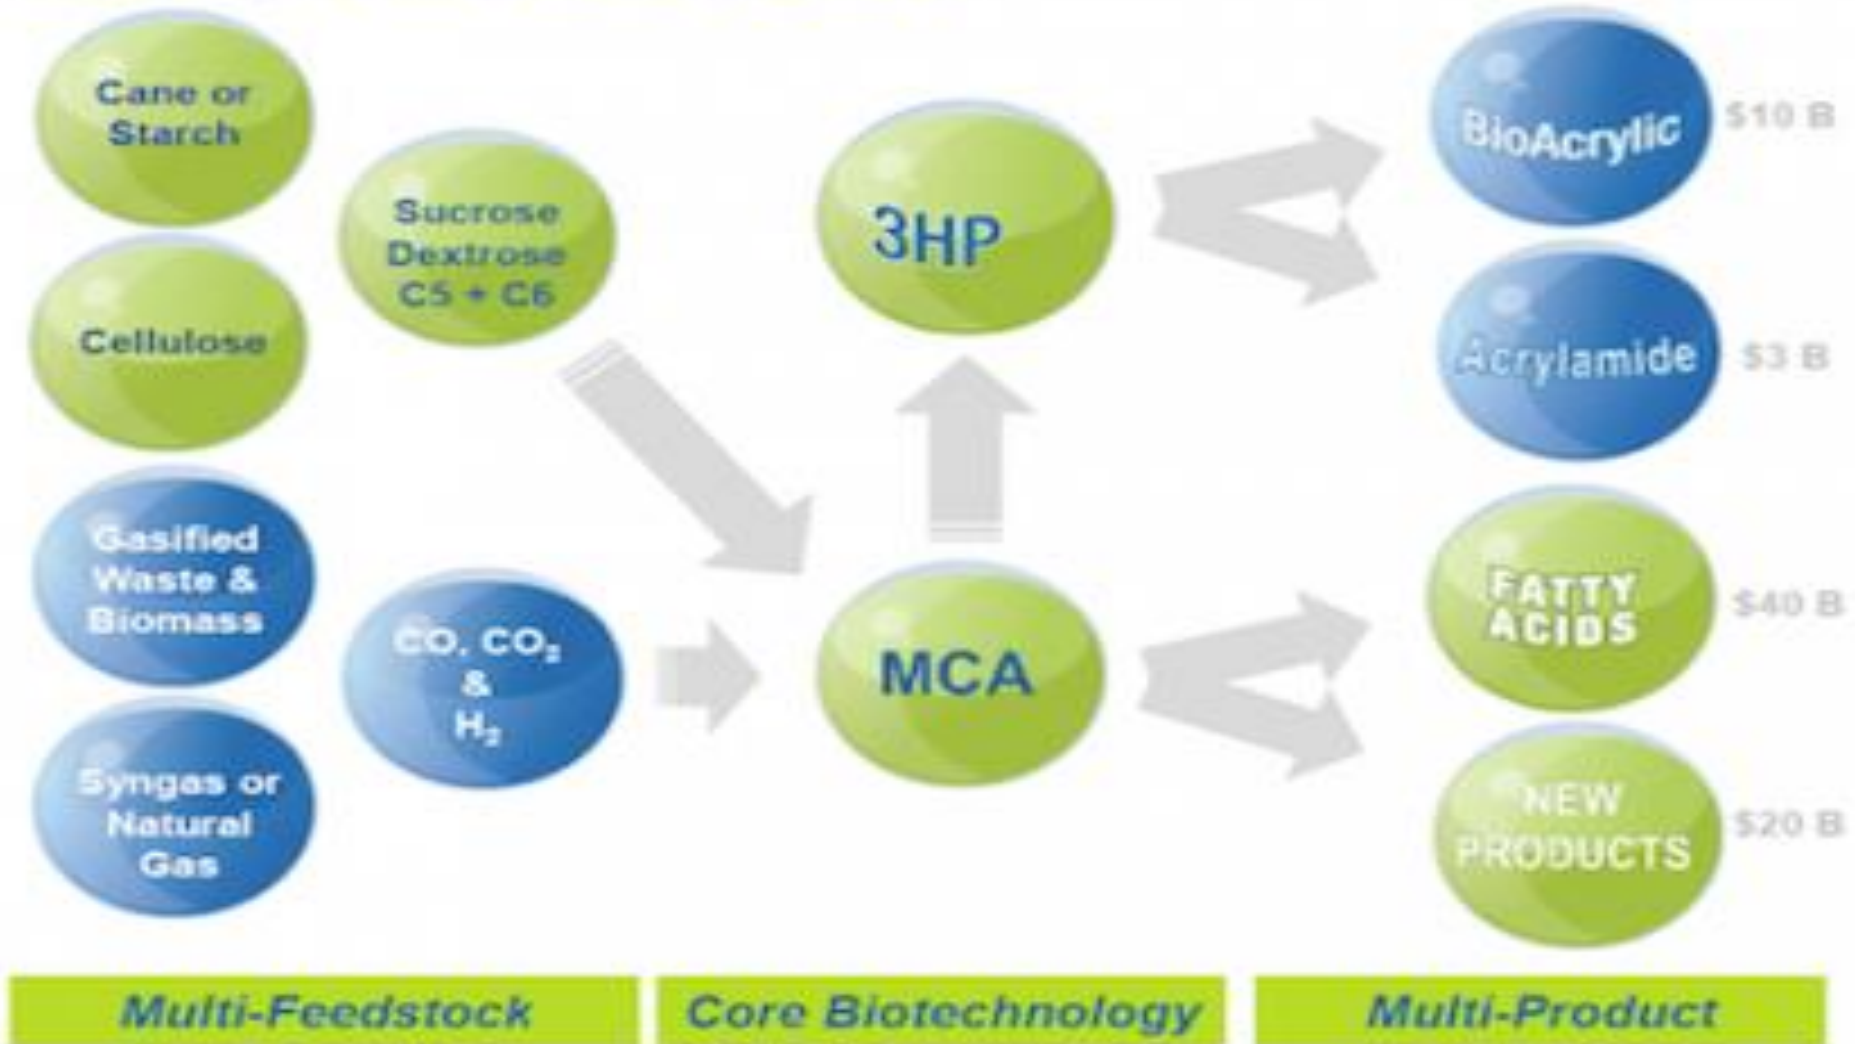 Cane or
Starch
Cellulose
Gasified
Waste &
Biomass
Syngas or
Natural
Gas
Sucrose
Dextrose
C5 + C6
CO, CO₂
&
H₂
3HP
MCA
BioAcrylic
$10 B
Acrylamide
$3 B
FATTY
ACIDS
$40 B
NEW
PRODUCTS
$20 B
Multi-Feedstock
Core Biotechnology
Multi-Product